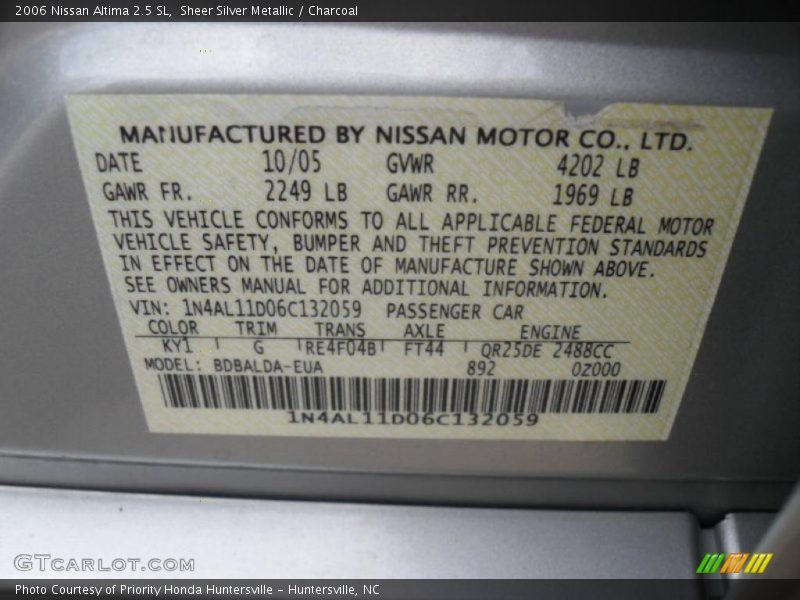 2006 Nissan Altima 2.5 SL,  Sheer Silver Metallic / Charcoal
MANUFACTURED BY NISSAN MOTOR CO., LTD.
DATE 10/05 GVWR 4202 LB
GAWR FR. 2249 LB GAWR RR. 1969 LB
THIS VEHICLE CONFORMS TO ALL APPLICABLE FEDERAL MOTOR
VEHICLE SAFETY, BUMPER AND THEFT PREVENTION STANDARDS
IN EFFECT ON THE DATE OF MANUFACTURE SHOWN ABOVE.
SEE OWNERS MANUAL FOR ADDITIONAL INFORMATION.
VIN: 1N4AL11D06C132059 PASSENGER CAR
COLOR TRIM TRANS AXLE ENGINE
KY1 G RE4F04B FT44 QR25DE 2488CC
MODEL: BDBALDA-EUA 892 0Z000
1N4AL11D06C132059
GTCARLOT.COM
Photo Courtesy of Priority Honda Huntersville – Huntersville, NC